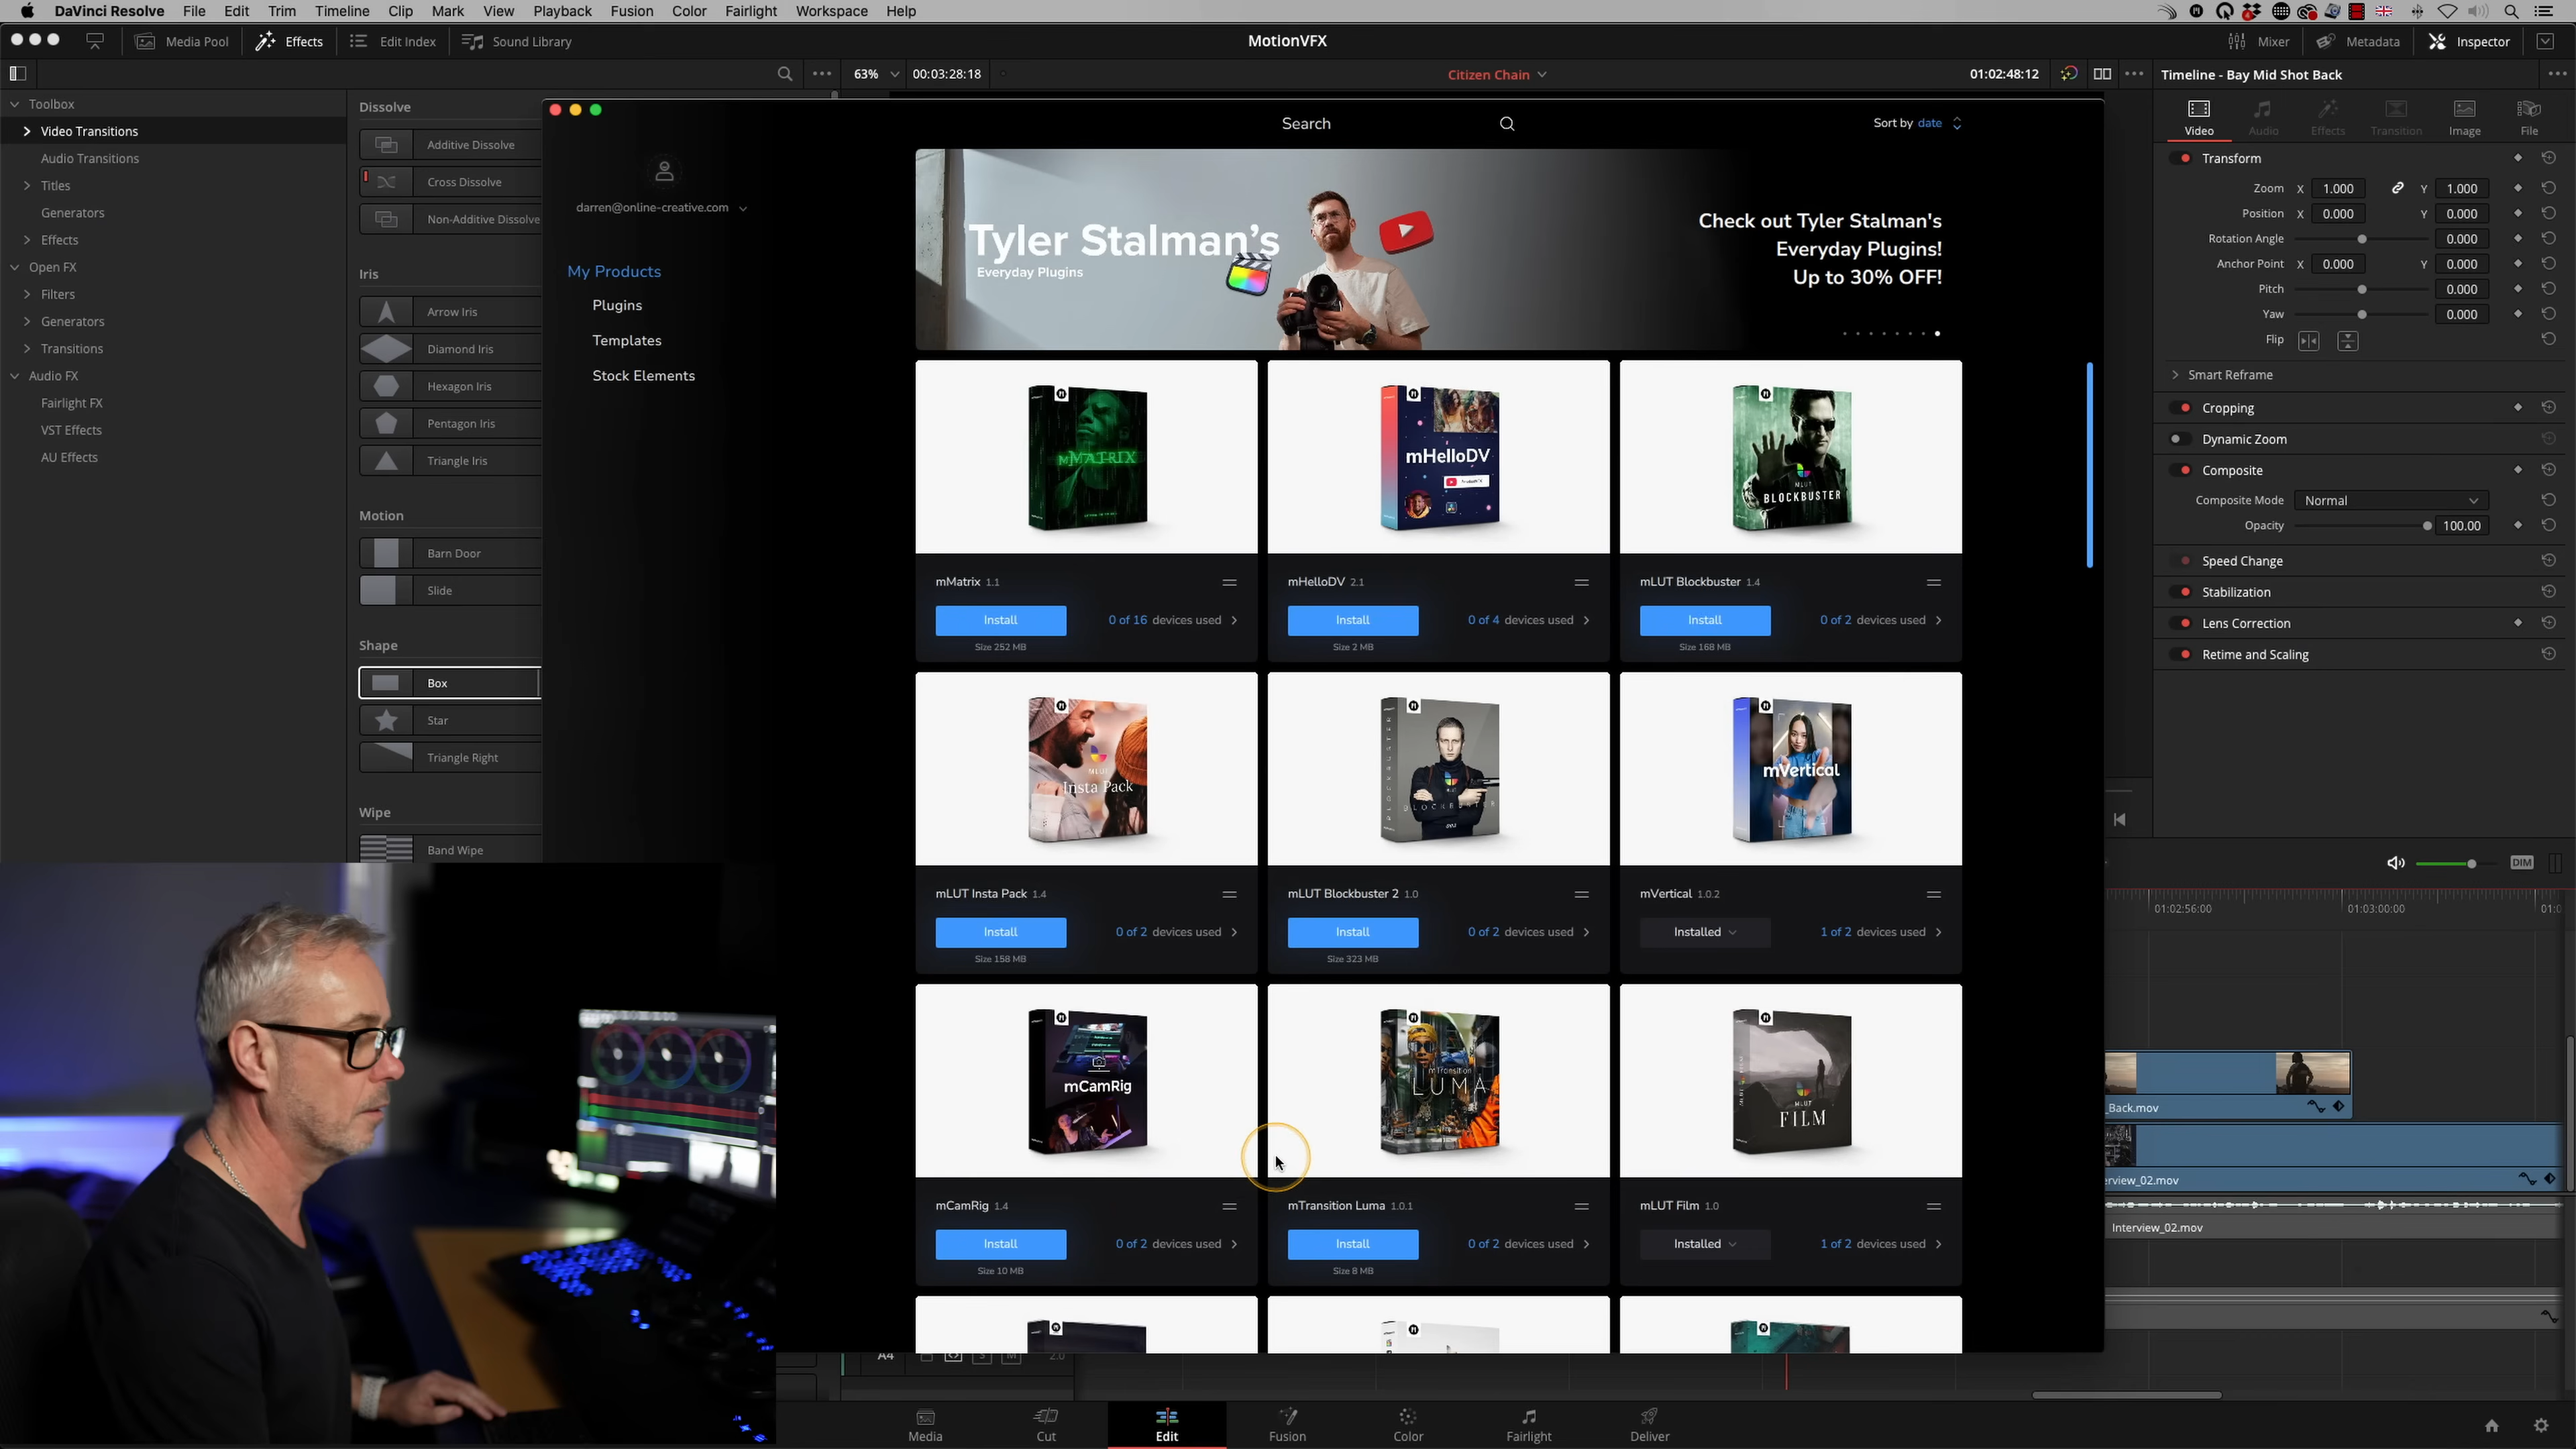 DaVinci Resolve File Edit Trim Timeline Clip Mark View Playback Fusion Color Fairlight Workspace Help
Media Pool Effects Edit Index Sound Library MotionVFX Mixer Metadata Inspector
63% 00:03:28:18 Citizen Chain 01:02:48:12 Timeline - Bay Mid Shot Back
Toolbox
Video Transitions
Audio Transitions
Titles
Generators
Effects
Open FX
Filters
Generators
Transitions
Audio FX
Fairlight FX
VST Effects
AU Effects
Dissolve
Additive Dissolve
Cross Dissolve
Non-Additive Dissolve
Iris
Arrow Iris
Diamond Iris
Hexagon Iris
Pentagon Iris
Triangle Iris
Motion
Barn Door
Slide
Shape
Box
Star
Triangle Right
Wipe
Band Wipe
darren@online-creative.com
My Products
Plugins
Templates
Stock Elements
Search
Sort by date
Tyler Stalman's
Everyday Plugins
Check out Tyler Stalman's
Everyday Plugins!
Up to 30% OFF!
mMATRIX
mHelloDV
MLUT
BLOCKBUSTER
mMatrix 1.1
Install 0 of 16 devices used
Size 252 MB
mHelloDV 2.1
Install 0 of 4 devices used
Size 2 MB
mLUT Blockbuster 1.4
Install 0 of 2 devices used
Size 168 MB
MLUT
Insta Pack
BLOCKBUSTER
mVertical
mLUT Insta Pack 1.4
Install 0 of 2 devices used
Size 158 MB
mLUT Blockbuster 2 1.0
Install 0 of 2 devices used
Size 323 MB
mVertical 1.0.2
Installed 1 of 2 devices used
mCamRig
mTransition
LUMA
MLUT
FILM
mCamRig 1.4
Install 0 of 2 devices used
Size 10 MB
mTransition Luma 1.0.1
Install 0 of 2 devices used
Size 8 MB
mLUT Film 1.0
Installed 1 of 2 devices used
Video Audio Effects Transition Image File
Transform
Zoom X 1.000 Y 1.000
Position X 0.000 Y 0.000
Rotation Angle 0.000
Anchor Point X 0.000 Y 0.000
Pitch 0.000
Yaw 0.000
Flip
Smart Reframe
Cropping
Dynamic Zoom
Composite
Composite Mode Normal
Opacity 100.00
Speed Change
Stabilization
Lens Correction
Retime and Scaling
DIM
01:02:56:00 01:03:00:00
_Back.mov
erview_02.mov
Interview_02.mov
A4 S M 2.0
Media Cut Edit Fusion Color Fairlight Deliver